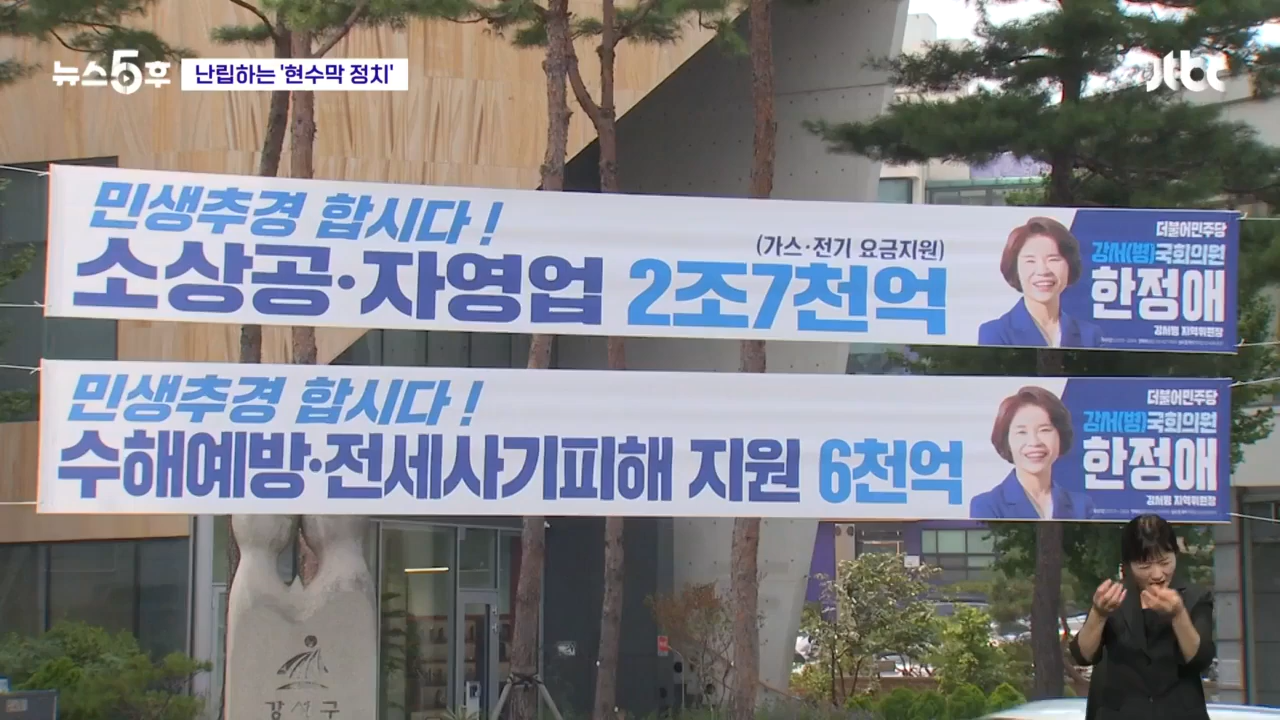 뉴스5후
난립하는 '현수막 정치'
jtbc
민생추경 합시다!
(가스·전기 요금지원)
소상공·자영업 2조7천억
더불어민주당
강서(병)국회의원
한정애
강서병 지역위원장
민생추경 합시다!
수해예방·전세사기피해 지원 6천억
더불어민주당
강서(병)국회의원
한정애
강서병 지역위원장
강서구